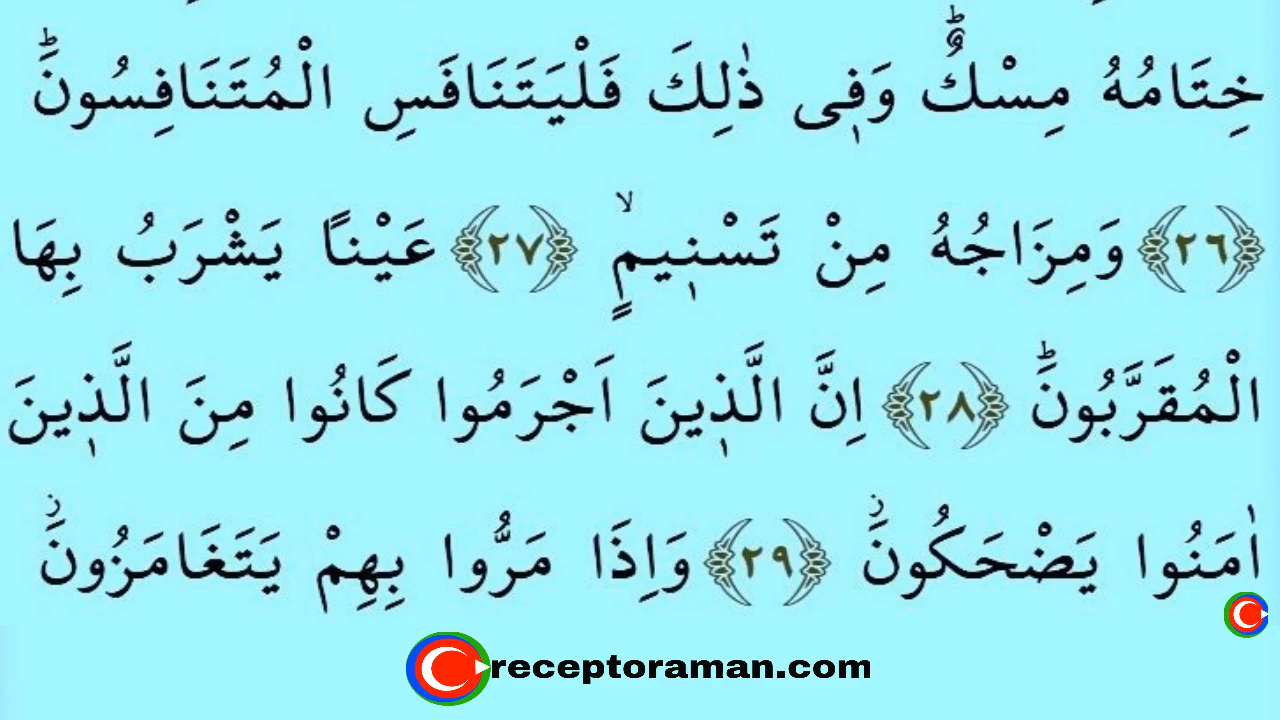 خِتَامُهُ مِسْكٌؕ وَف۪ى ذٰلِكَ فَلْيَتَنَافَسِ الْمُتَنَافِسُونَؕ
﴿٢٦﴾ وَمِزَاجُهُ مِنْ تَسْن۪يمٍۙ ﴿٢٧﴾ عَيْنًا يَشْرَبُ بِهَا
الْمُقَرَّبُونَؕ ﴿٢٨﴾ اِنَّ الَّذ۪ينَ اَجْرَمُوا كَانُوا مِنَ الَّذ۪ينَ
اٰمَنُوا يَضْحَكُونَؗ ﴿٢٩﴾ وَاِذَا مَرُّوا بِهِمْ يَتَغَامَزُونَؗ
receptoraman.com